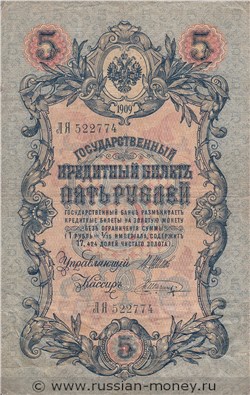 5 5
1909
ЛЯ 522774
ГОСУДАРСТВЕННЫЙ
КРЕДИТНЫЙ БИЛЕТЪ
ПЯТЬ РУБЛЕЙ
ГОСУДАРСТВЕННЫЙ БАНКЪ РАЗМѢНИВАЕТЪ
КРЕДИТНЫЕ БИЛЕТЫ НА ЗОЛОТУЮ МОНЕТУ
БЕЗЪ ОГРАНИЧЕНІЯ СУММЫ
(1 РУБЛЬ = 1/15 ИМПЕРІАЛА, СОДЕРЖИТЪ
17,424 ДОЛЕЙ ЧИСТАГО ЗОЛОТА).
Управляющій
Кассиръ
ЛЯ 522774
5
www.russian-money.ru